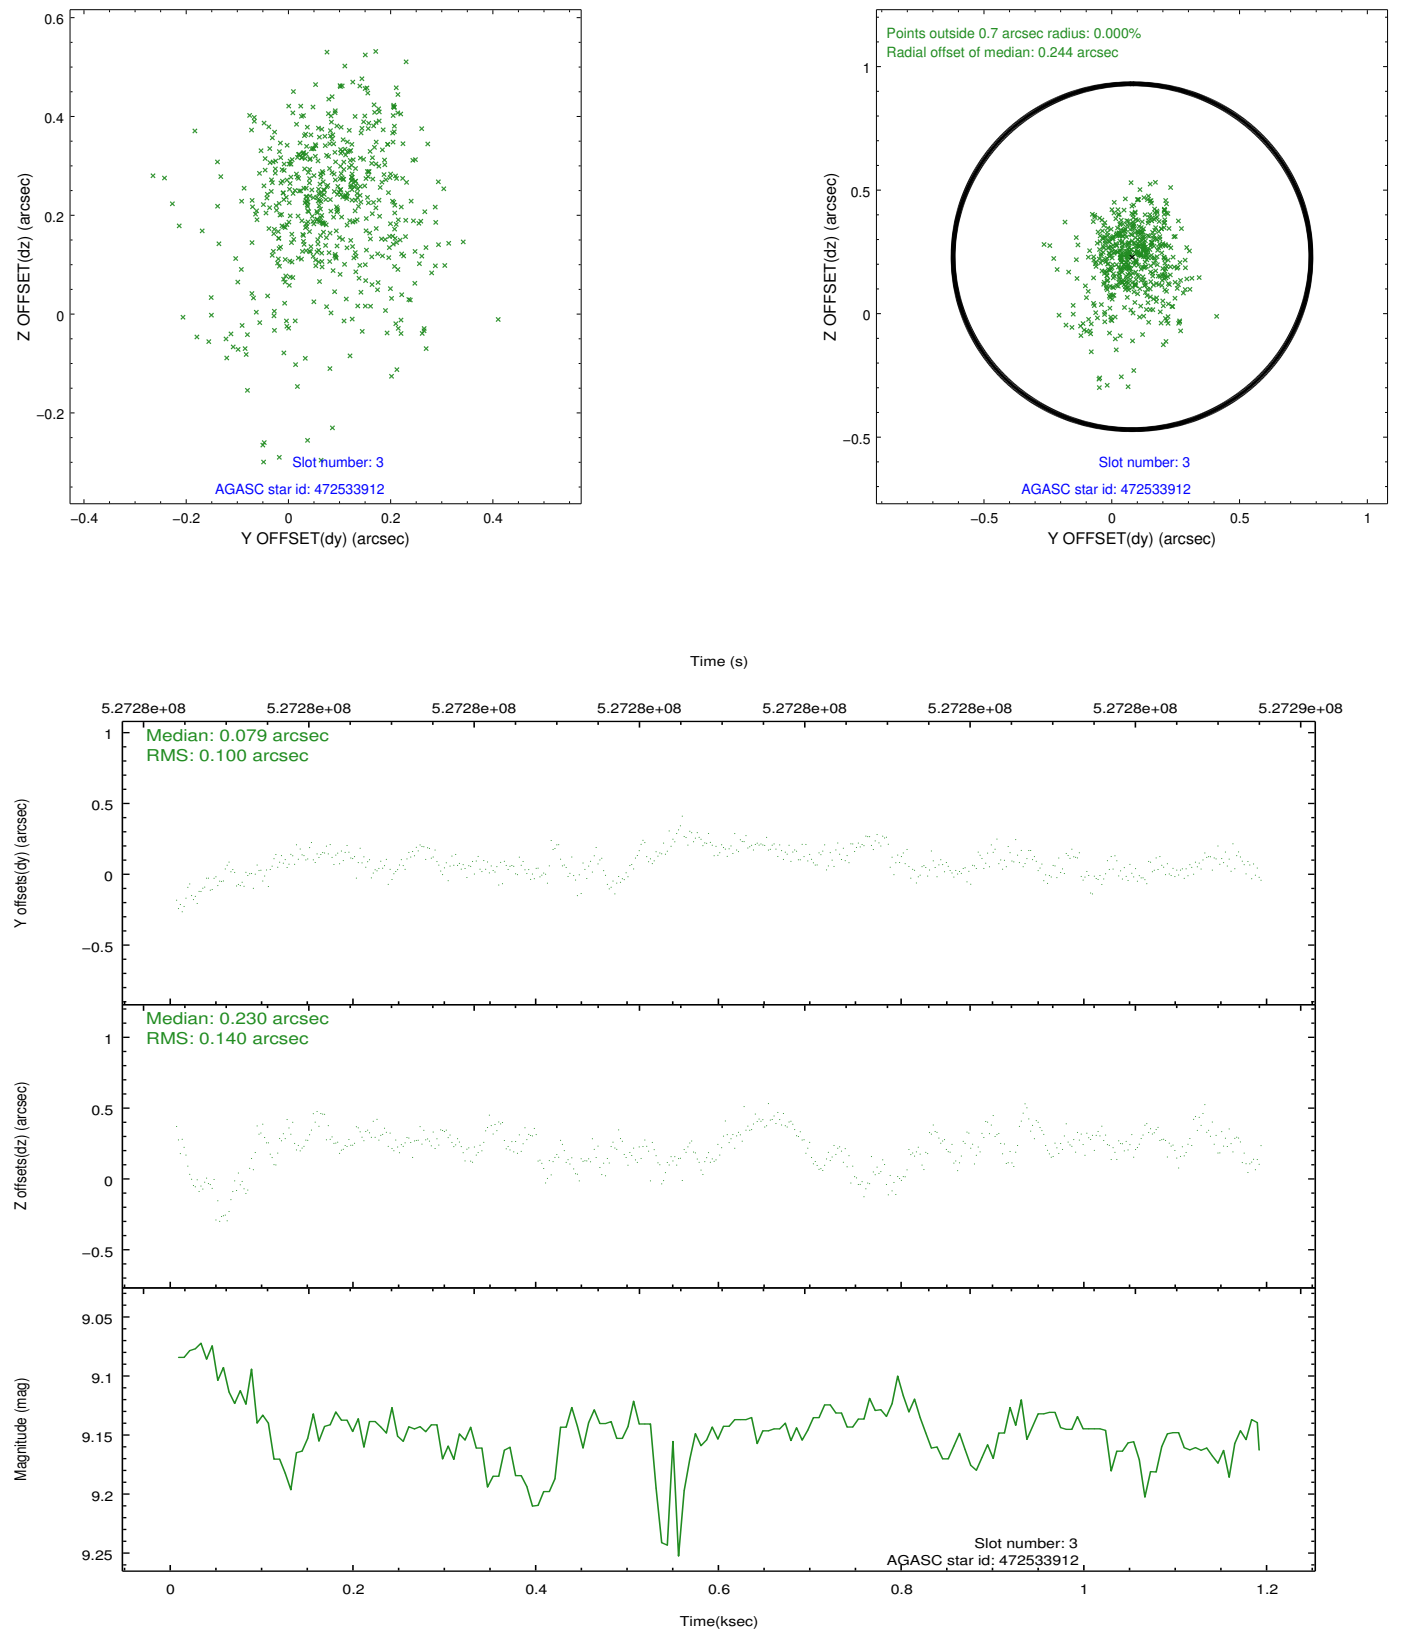 0.6
0.4
0.2
0
−0.2
−0.4
−0.2
0
0.2
0.4
Z OFFSET(dz) (arcsec)
Y OFFSET(dy) (arcsec)
Slot number: 3
AGASC star id: 472533912
Points outside 0.7 arcsec radius: 0.000%
Radial offset of median: 0.244 arcsec
1
0.5
0
−0.5
−0.5
0
0.5
1
Z OFFSET(dz) (arcsec)
Y OFFSET(dy) (arcsec)
Slot number: 3
AGASC star id: 472533912
Time (s)
5.2728e+08 5.2728e+08 5.2728e+08 5.2728e+08 5.2728e+08 5.2728e+08 5.2728e+08 5.2729e+08
Median: 0.079 arcsec
RMS: 0.100 arcsec
1
0.5
0
−0.5
Y offsets(dy) (arcsec)
Median: 0.230 arcsec
RMS: 0.140 arcsec
1
0.5
0
−0.5
Z offsets(dz) (arcsec)
9.05
9.1
9.15
9.2
9.25
Magnitude (mag)
Slot number: 3
AGASC star id: 472533912
0 0.2 0.4 0.6 0.8 1 1.2
Time(ksec)